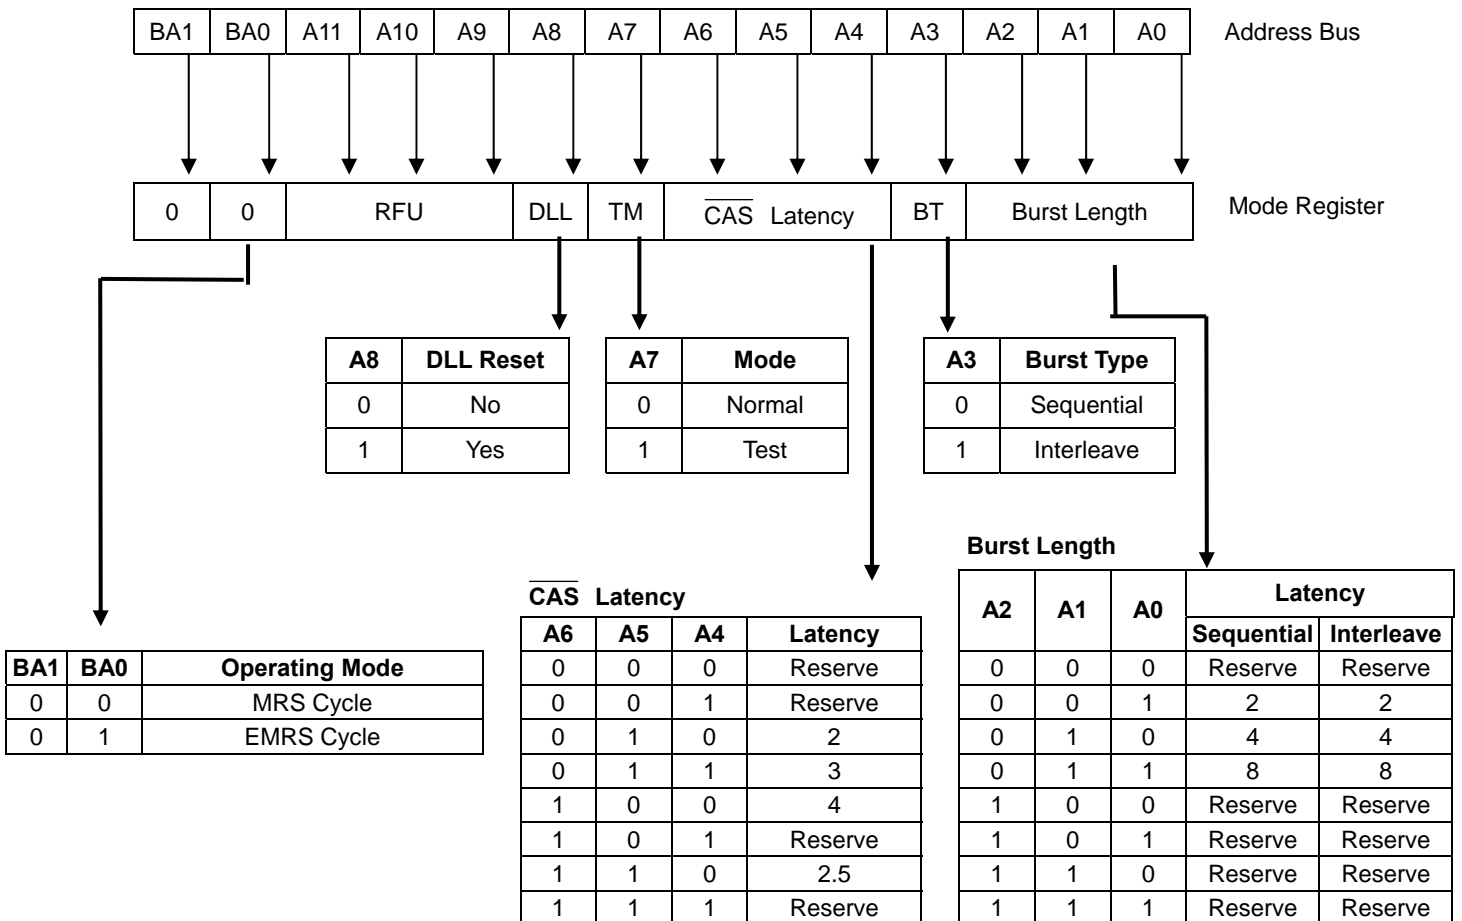 BA1 BA0 A11 A10 A9 A8 A7 A6 A5 A4 A3 A2 A1 A0 Address Bus
0 0 RFU DLL TM CAS Latency BT Burst Length Mode Register
A8 DLL Reset
0 No
1 Yes
A7 Mode
0 Normal
1 Test
A3 Burst Type
0 Sequential
1 Interleave
BA1 BA0 Operating Mode
0 0 MRS Cycle
0 1 EMRS Cycle
CAS Latency
A6 A5 A4 Latency
0 0 0 Reserve
0 0 1 Reserve
0 1 0 2
0 1 1 3
1 0 0 4
1 0 1 Reserve
1 1 0 2.5
1 1 1 Reserve
Burst Length
A2 A1 A0 Latency
Sequential Interleave
0 0 0 Reserve Reserve
0 0 1 2 2
0 1 0 4 4
0 1 1 8 8
1 0 0 Reserve Reserve
1 0 1 Reserve Reserve
1 1 0 Reserve Reserve
1 1 1 Reserve Reserve